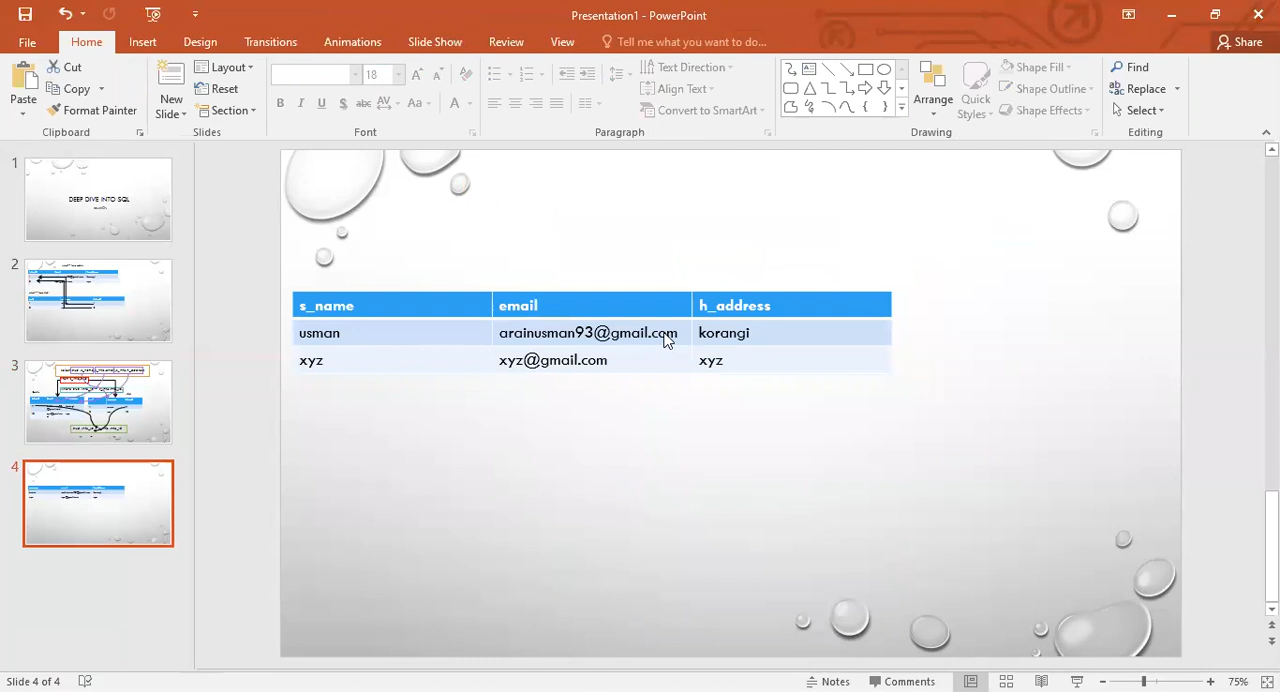 Presentation1 - PowerPoint
File Home Insert Design Transitions Animations Slide Show Review View Tell me what you want to do... Share
Paste Cut Copy Format Painter Clipboard
New Slide Layout Reset Section Slides
18 B I U S abc AV Aa A Font
Text Direction Align Text Convert to SmartArt Paragraph
Arrange Quick Styles Shape Fill Shape Outline Shape Effects Drawing
Find Replace Select Editing
1
DEEP DIVE INTO SQL
2
3
4
s_name email h_address
usman arainusman93@gmail.com korangi
xyz xyz@gmail.com xyz
Slide 4 of 4 Notes Comments 75%